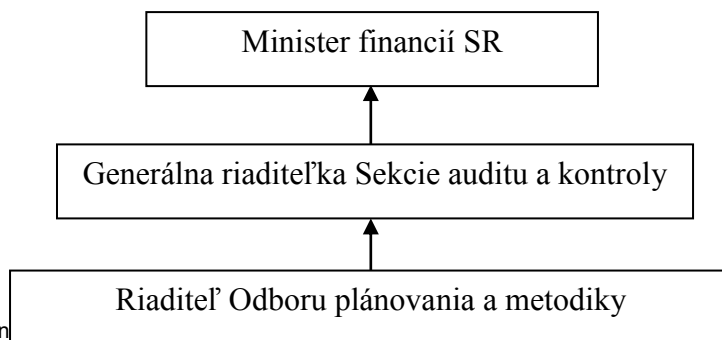 Minister financií SR
Generálna riaditeľka Sekcie auditu a kontroly
Riaditeľ Odboru plánovania a metodiky
n